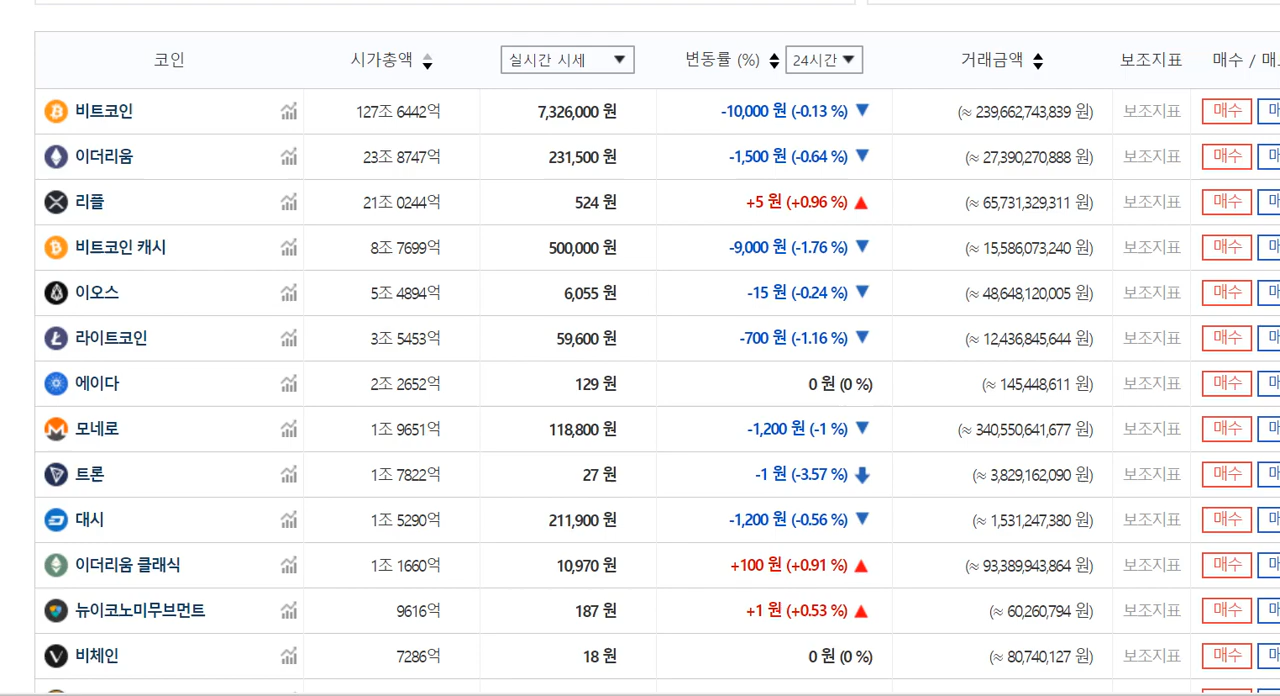 코인 시가총액 실시간 시세 변동률 (%) 24시간 거래금액 보조지표 매수 / 매
비트코인 127조 6442억 7,326,000 원 -10,000 원 (-0.13 %) (≈ 239,662,743,839 원) 보조지표 매수
이더리움 23조 8747억 231,500 원 -1,500 원 (-0.64 %) (≈ 27,390,270,888 원) 보조지표 매수
리플 21조 0244억 524 원 +5 원 (+0.96 %) (≈ 65,731,329,311 원) 보조지표 매수
비트코인 캐시 8조 7699억 500,000 원 -9,000 원 (-1.76 %) (≈ 15,586,073,240 원) 보조지표 매수
이오스 5조 4894억 6,055 원 -15 원 (-0.24 %) (≈ 48,648,120,005 원) 보조지표 매수
라이트코인 3조 5453억 59,600 원 -700 원 (-1.16 %) (≈ 12,436,845,644 원) 보조지표 매수
에이다 2조 2652억 129 원 0 원 (0 %) (≈ 145,448,611 원) 보조지표 매수
모네로 1조 9651억 118,800 원 -1,200 원 (-1 %) (≈ 340,550,641,677 원) 보조지표 매수
트론 1조 7822억 27 원 -1 원 (-3.57 %) (≈ 3,829,162,090 원) 보조지표 매수
대시 1조 5290억 211,900 원 -1,200 원 (-0.56 %) (≈ 1,531,247,380 원) 보조지표 매수
이더리움 클래식 1조 1660억 10,970 원 +100 원 (+0.91 %) (≈ 93,389,943,864 원) 보조지표 매수
뉴이코노미무브먼트 9616억 187 원 +1 원 (+0.53 %) (≈ 60,260,794 원) 보조지표 매수
비체인 7286억 18 원 0 원 (0 %) (≈ 80,740,127 원) 보조지표 매수